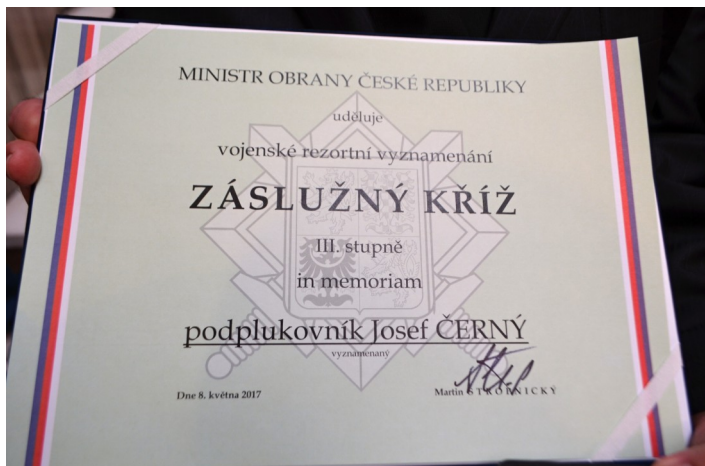 MINISTR OBRANY ČESKÉ REPUBLIKY
uděluje
vojenské rezortní vyznamenání
ZÁSLUŽNÝ KŘÍŽ
III. stupně
in memoriam
podplukovník Josef ČERNÝ
vyznamenaný
Dne 8. května 2017
Martin STROPNICKÝ